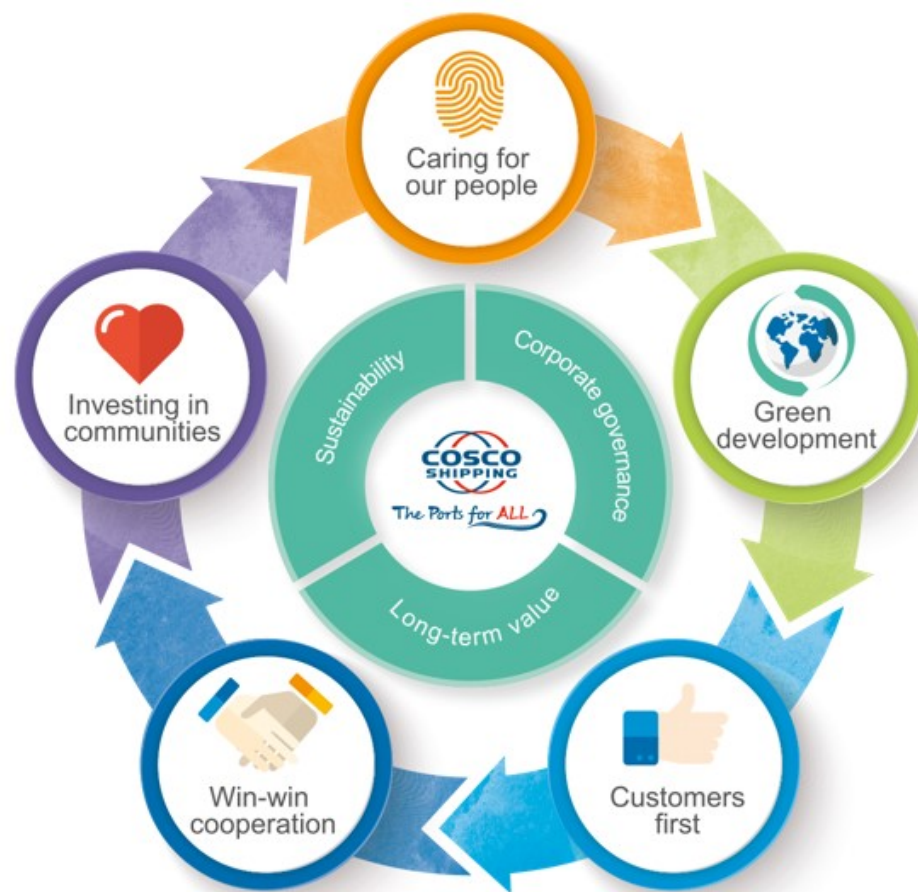 Caring for
our people
Green
development
Customers
first
Win-win
cooperation
Investing in
communities
Sustainability
Corporate governance
Long-term value
COSCO
SHIPPING
The Ports for ALL